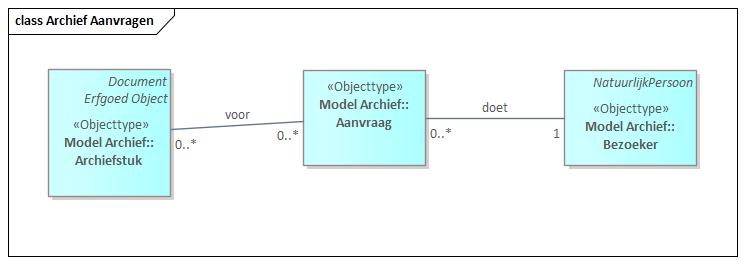 class Archief Aanvragen
Document
Erfgoed Object
«Objecttype»
Model Archief::
Archiefstuk
voor
0..*
0..*
«Objecttype»
Model Archief::
Aanvraag
doet
0..*
1
NatuurlijkPersoon
«Objecttype»
Model Archief::
Bezoeker